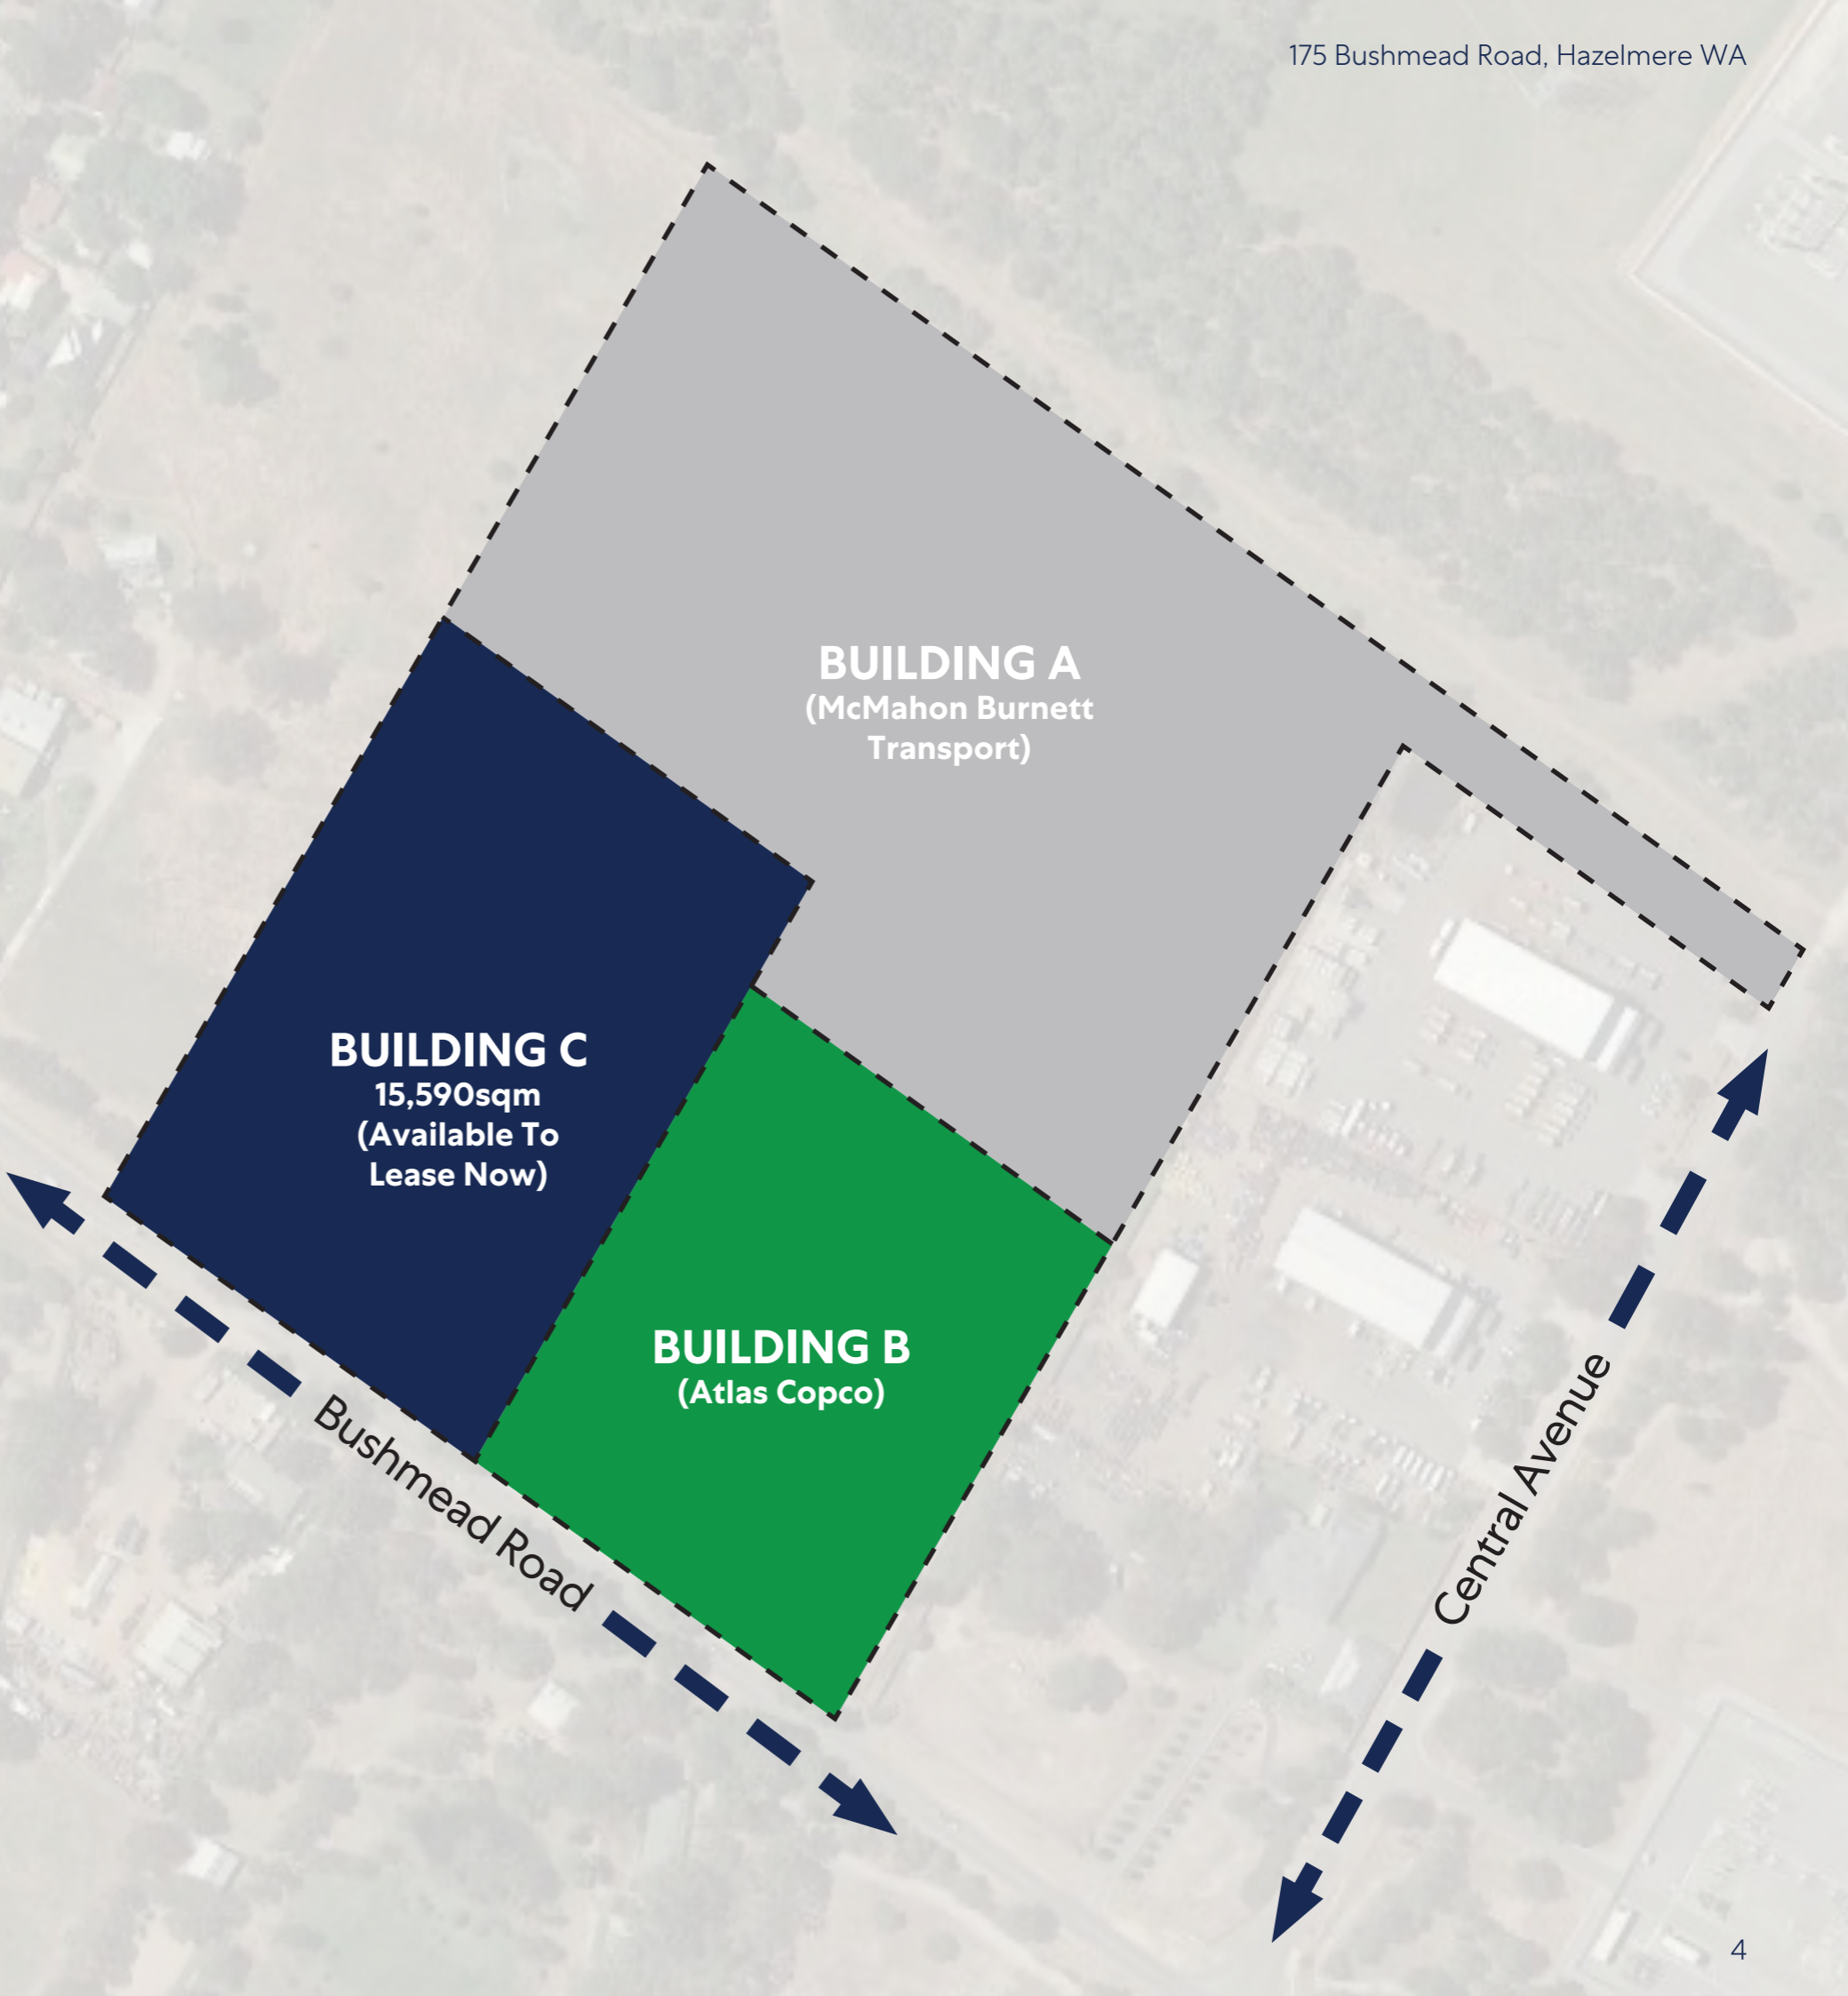 175 Bushmead Road, Hazelmere WA
BUILDING A
(McMahon Burnett
Transport)
BUILDING C
15,590sqm
(Available To
Lease Now)
BUILDING B
(Atlas Copco)
Bushmead Road
Central Avenue
4